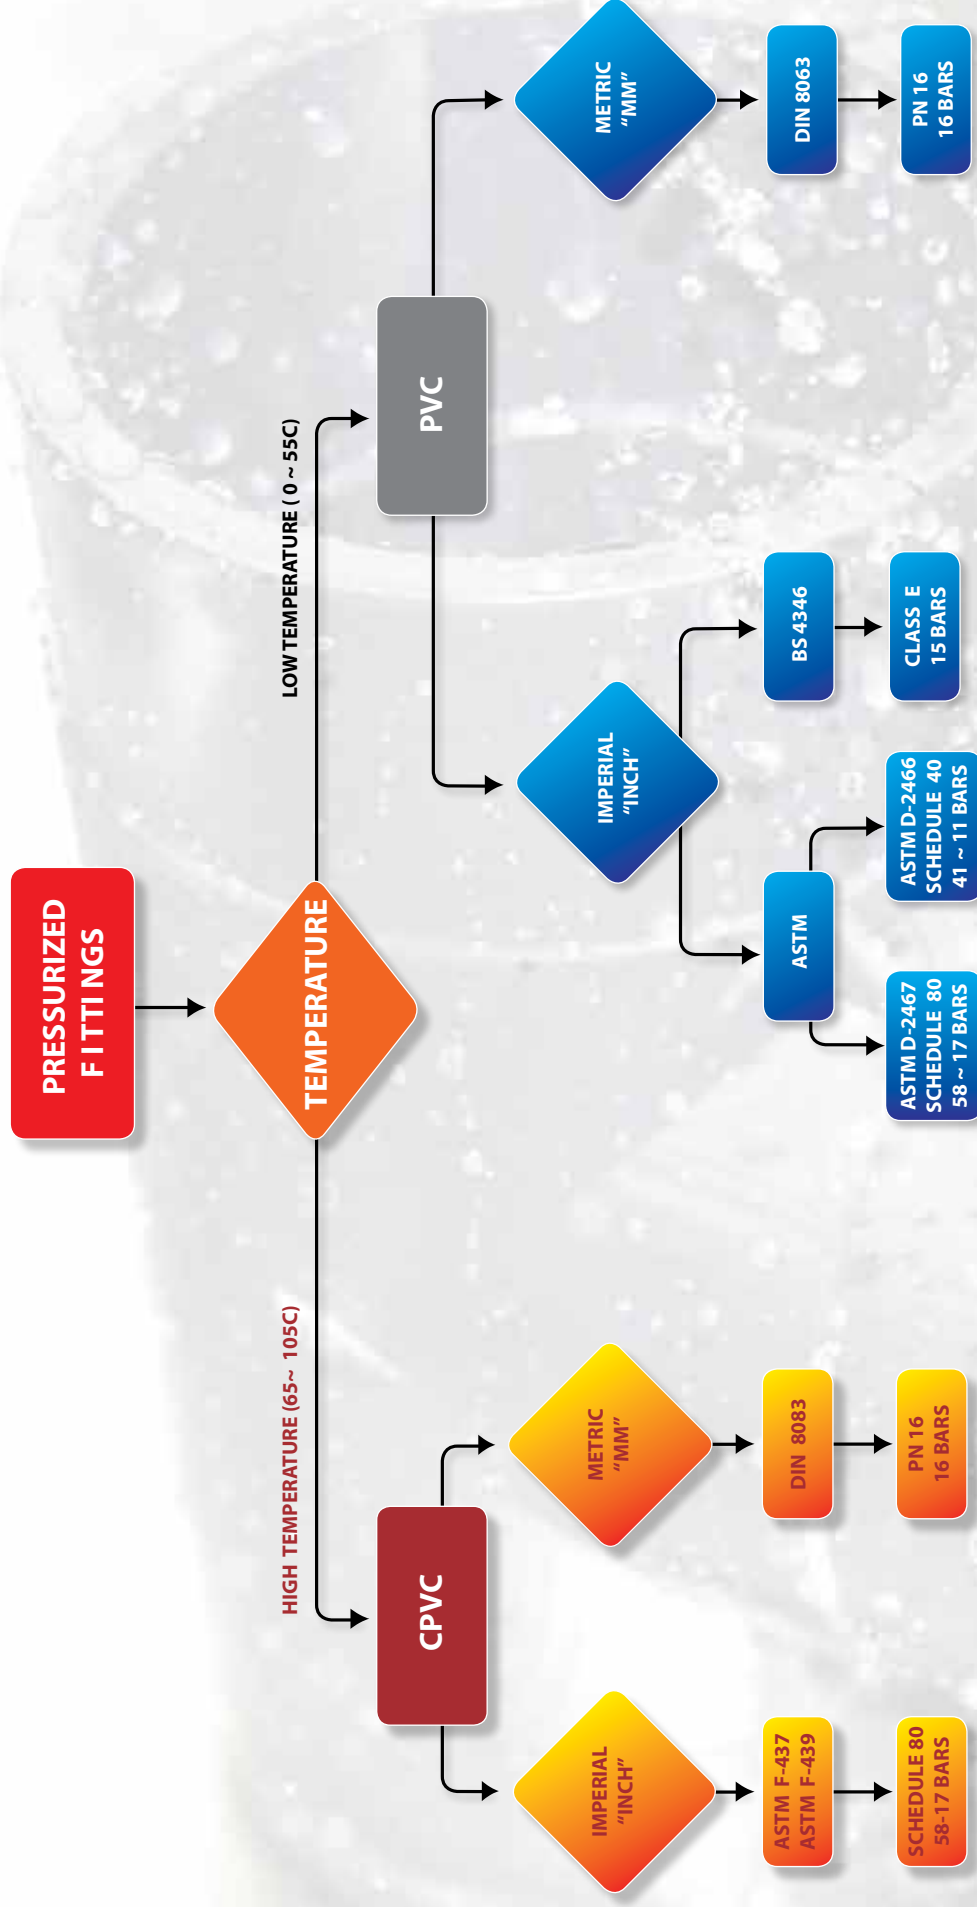 PRESSURIZED
FITTINGS
TEMPERATURE
HIGH TEMPERATURE (65~ 105C)
LOW TEMPERATURE ( 0 ~ 55C)
CPVC
PVC
IMPERIAL
“INCH”
METRIC
“MM”
IMPERIAL
“INCH”
METRIC
“MM”
ASTM F-437
ASTM F-439
DIN 8083
ASTM
BS 4346
DIN 8063
SCHEDULE 80
58-17 BARS
PN 16
16 BARS
ASTM D-2467
SCHEDULE 80
58 ~ 17 BARS
ASTM D-2466
SCHEDULE 40
41 ~ 11 BARS
CLASS E
15 BARS
PN 16
16 BARS